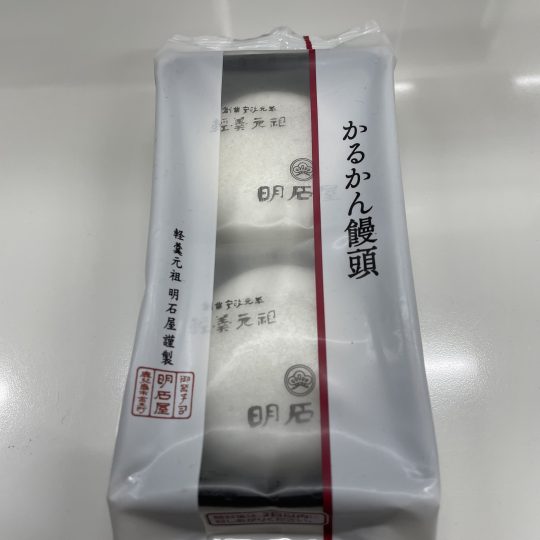 かるかん饅頭
創業安政元年
軽羹元祖
明石屋
創業安政元年
軽羹元祖
明石
軽羹元祖 明石屋 謹製
御菓子司
明石屋